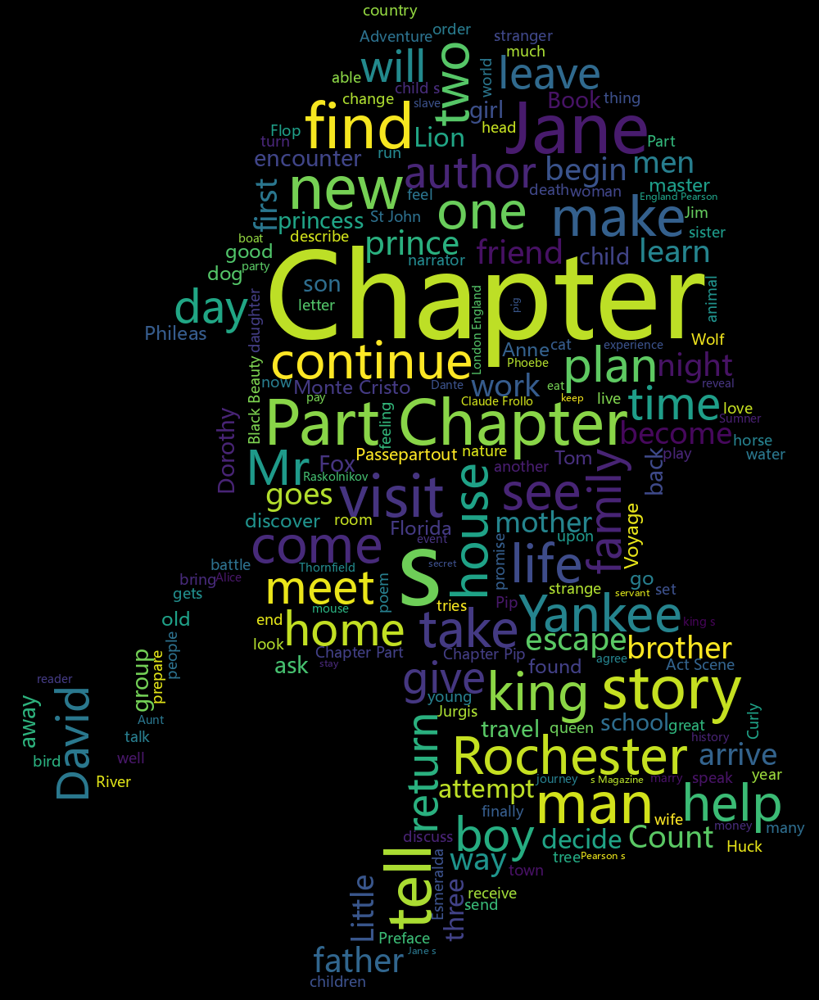 country
Adventure
order
stranger
will
two
much
world
leave
able
child s
change
slave
girl
Book
thing
find
Lion
head
Jane
Flop
turn
Part
encounter
run
new
author
begin
men
first
feel
death
woman
master
England Pearson
princess
St John
one
make
Jim
boat
describe
prince
sister
good
party
narrator
friend
child
learn
dog
son
Chapter
day
letter
London England
pig
animal
Phileas
daughter
Anne
cat
experience
Wolf
continue
Phoebe
plan
night
Black Beauty
now
Monte Cristo
Dante
work
eat
reveal
pay
Claude Frollo
keep
live
time
love
Dorothy
Part Chapter
feeling
become
Sumner
horse
Mr
Fox
Passepartout
nature
Tom
back
play
water
Raskolnikov
another
family
goes
visit
house
see
discover
room
Florida
mother
Voyage
event
upon
come
s
secret
promise
life
battle
Thornfield
bring
Alice
gets
meet
poem
strange
servant
go
set
mouse
tries
Pip
Yankee
old
end
home
take
king s
look
Chapter Part
Chapter Pip
escape
brother
people
group
prepare
ask
stay
give
found
agree
Act Scene
reader
young
king
story
away
David
Aunt
Jurgis
travel
queen
school
great
Curly
talk
return
history
bird
well
Rochester
arrive
River
attempt
journey
s Magazine
marry
speak
year
finally
man
wife
help
discuss
boy
decide
Count
money
many
tell
Esmeralda
way
tree
Pearson s
Huck
town
Little
three
receive
send
Preface
father
Jane s
children